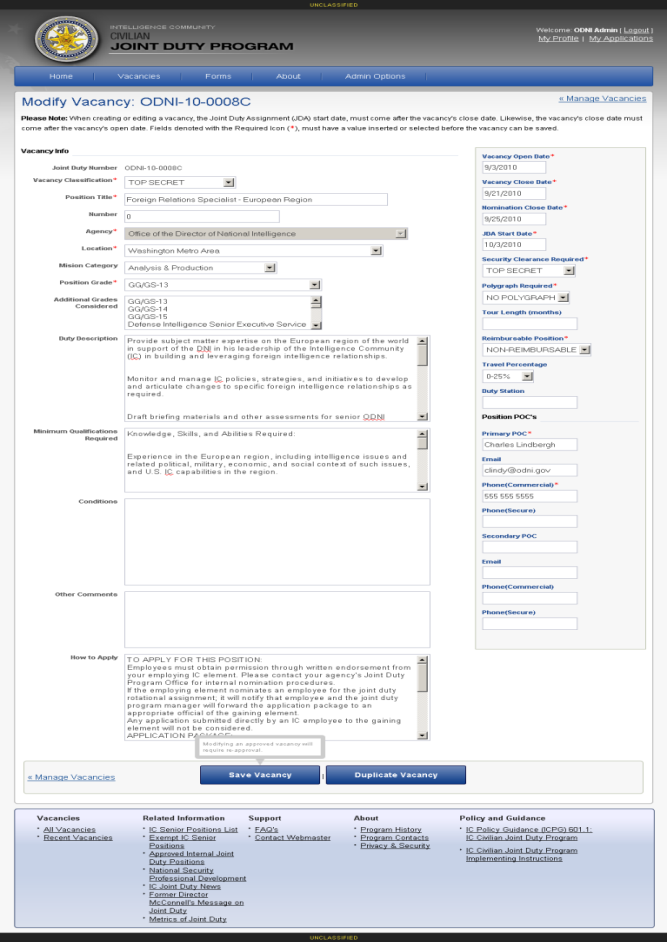 UNCLASSIFIED
INTELLIGENCE COMMUNITY
CIVILIAN
JOINT DUTY PROGRAM
Welcome: ODNI Admin | Logout |
My Profile | My Applications
Home | Vacancies | Forms | About | Admin Options |
Modify Vacancy: ODNI-10-0008C
« Manage Vacancies
Please Note: When creating or editing a vacancy, the Joint Duty Assignment (JDA) start date, must come after the vacancy's close date. Likewise, the vacancy's close date must
come after the vacancy's open date. Fields denoted with the Required Icon (*), must have a value inserted or selected before the vacancy can be saved.
Vacancy Info
Joint Duty Number ODNI-10-0008C
Vacancy Classification* TOP SECRET
Position Title* Foreign Relations Specialist - European Region
Number 0
Agency* Office of the Director of National Intelligence
Location* Washington Metro Area
Mision Category Analysis & Production
Position Grade* GG/GS-13
Additional Grades
Considered
GG/GS-13
GG/GS-14
GG/GS-15
Defense Intelligence Senior Executive Service
Duty Description
Provide subject matter expertise on the European region of the world
in support of the DNI in his leadership of the Intelligence Community
(IC) in building and leveraging foreign intelligence relationships.
Monitor and manage IC policies, strategies, and initiatives to develop
and articulate changes to specific foreign intelligence relationships as
required.
Draft briefing materials and other assessments for senior ODNI
Minimum Qualifications
Required
Knowledge, Skills, and Abilities Required:
Experience in the European region, including intelligence issues and
related political, military, economic, and social context of such issues,
and U.S. IC capabilities in the region.
Conditions
Other Comments
How to Apply
TO APPLY FOR THIS POSITION:
Employees must obtain permission through written endorsement from
your employing IC element. Please contact your agency's Joint Duty
Program Office for internal nomination procedures.
If the employing element nominates an employee for the joint duty
rotational assignment, it will notify that employee and the joint duty
program manager will forward the application package to an
appropriate official of the gaining element.
Any application submitted directly by an IC employee to the gaining
element will not be considered.
APPLICATION PACKAGE:
Vacancy Open Date*
9/3/2010
Vacancy Close Date*
9/21/2010
Nomination Close Date*
9/25/2010
JDA Start Date*
10/3/2010
Security Clearance Required*
TOP SECRET
Polygraph Required*
NO POLYGRAPH
Tour Length (months)
Reimbursable Position*
NON-REIMBURSABLE
Travel Percentage
0-25%
Duty Station
Position POC's
Primary POC*
Charles Lindbergh
Email
clindy@odni.gov
Phone(Commercial)*
555 555 5555
Phone(Secure)
Secondary POC
Email
Phone(Commercial)
Phone(Secure)
Modifying an approved vacancy will
require re-approval.
« Manage Vacancies
Save Vacancy | Duplicate Vacancy
Vacancies
* All Vacancies
* Recent Vacancies
Related Information
* IC Senior Positions List
* Exempt IC Senior
Positions
* Approved Internal Joint
Duty Positions
* National Security
Professional Development
* IC Joint Duty News
* Former Director
McConnell's Message on
Joint Duty
* Metrics of Joint Duty
Support
* FAQ's
* Contact Webmaster
About
* Program History
* Program Contacts
* Privacy & Security
Policy and Guidance
* IC Policy Guidance (ICPG) 601.1:
IC Civilian Joint Duty Program
* IC Civilian Joint Duty Program
Implementing Instructions
UNCLASSIFIED